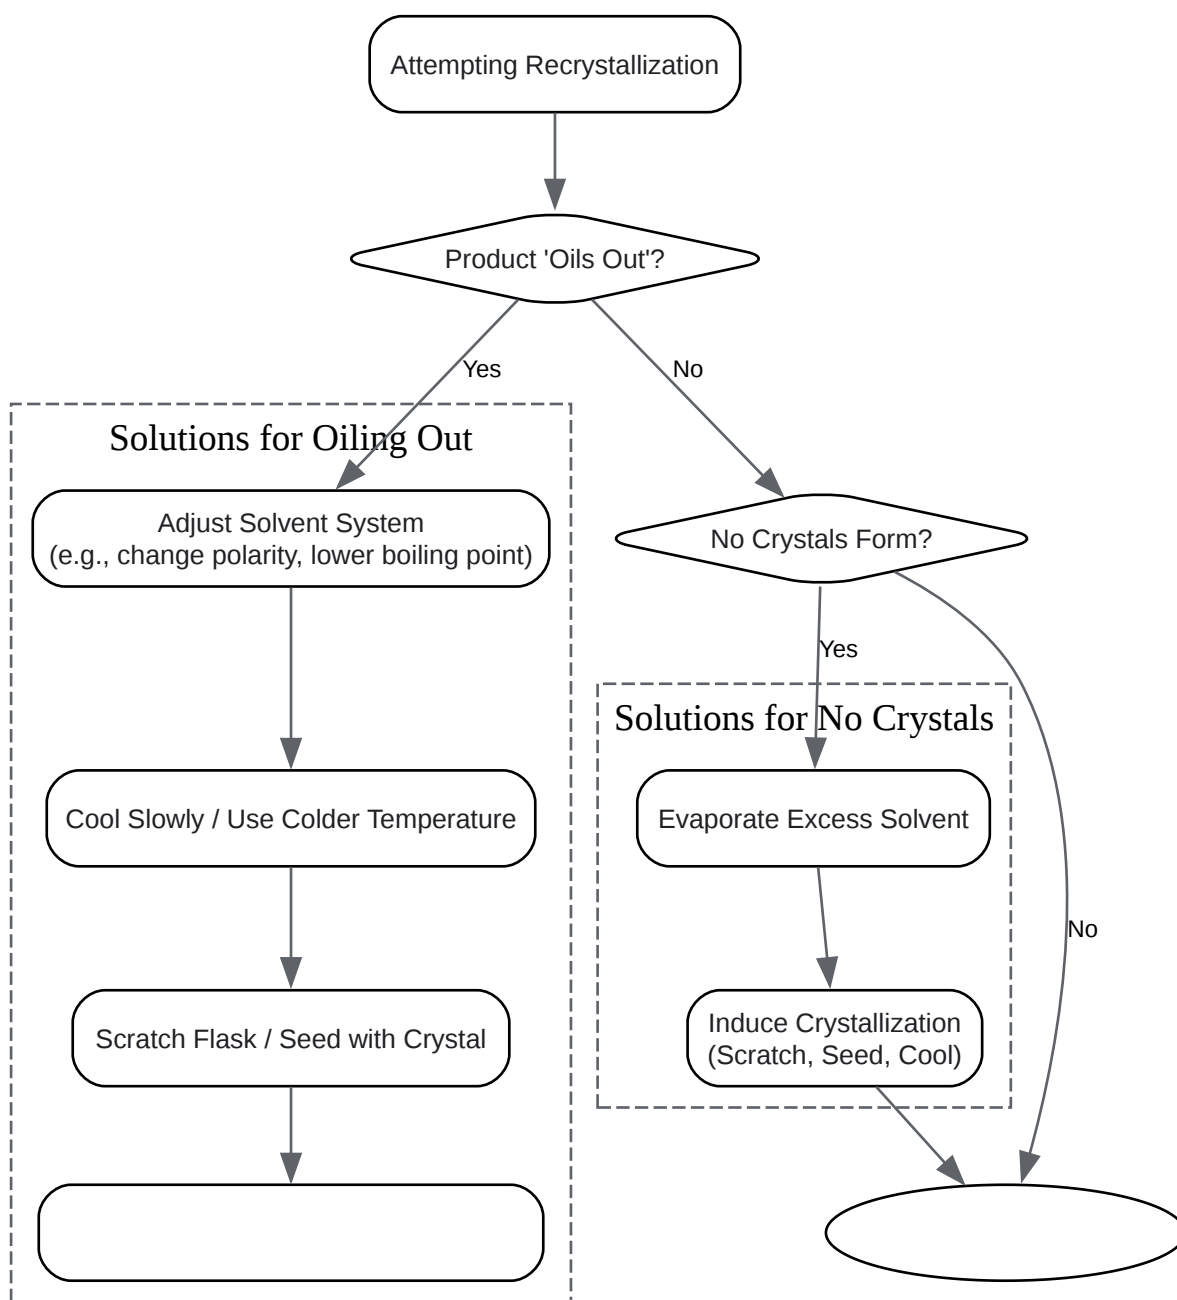 Attempting Recrystallization
Product 'Oils Out'?
Yes
No
Solutions for Oiling Out
Adjust Solvent System
(e.g., change polarity, lower boiling point)
No Crystals Form?
Yes
Solutions for No Crystals
Cool Slowly / Use Colder Temperature
Evaporate Excess Solvent
No
Scratch Flask / Seed with Crystal
Induce Crystallization
(Scratch, Seed, Cool)